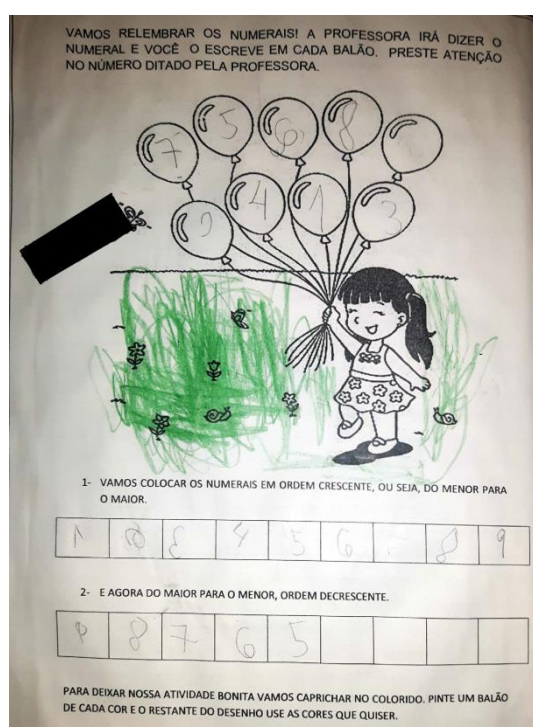 VAMOS RELEMBRAR OS NUMERAIS! A PROFESSORA IRÁ DIZER O
NUMERAL E VOCÊ O ESCREVE EM CADA BALÃO. PRESTE ATENÇÃO
NO NÚMERO DITADO PELA PROFESSORA.
7 5 6 8
4 1 3
1- VAMOS COLOCAR OS NUMERAIS EM ORDEM CRESCENTE, OU SEJA, DO MENOR PARA
O MAIOR.
1 4 5 6 8 9
2- E AGORA DO MAIOR PARA O MENOR, ORDEM DECRESCENTE.
8 7 6 5
PARA DEIXAR NOSSA ATIVIDADE BONITA VAMOS CAPRICHAR NO COLORIDO. PINTE UM BALÃO
DE CADA COR E O RESTANTE DO DESENHO USE AS CORES QUE QUISER.